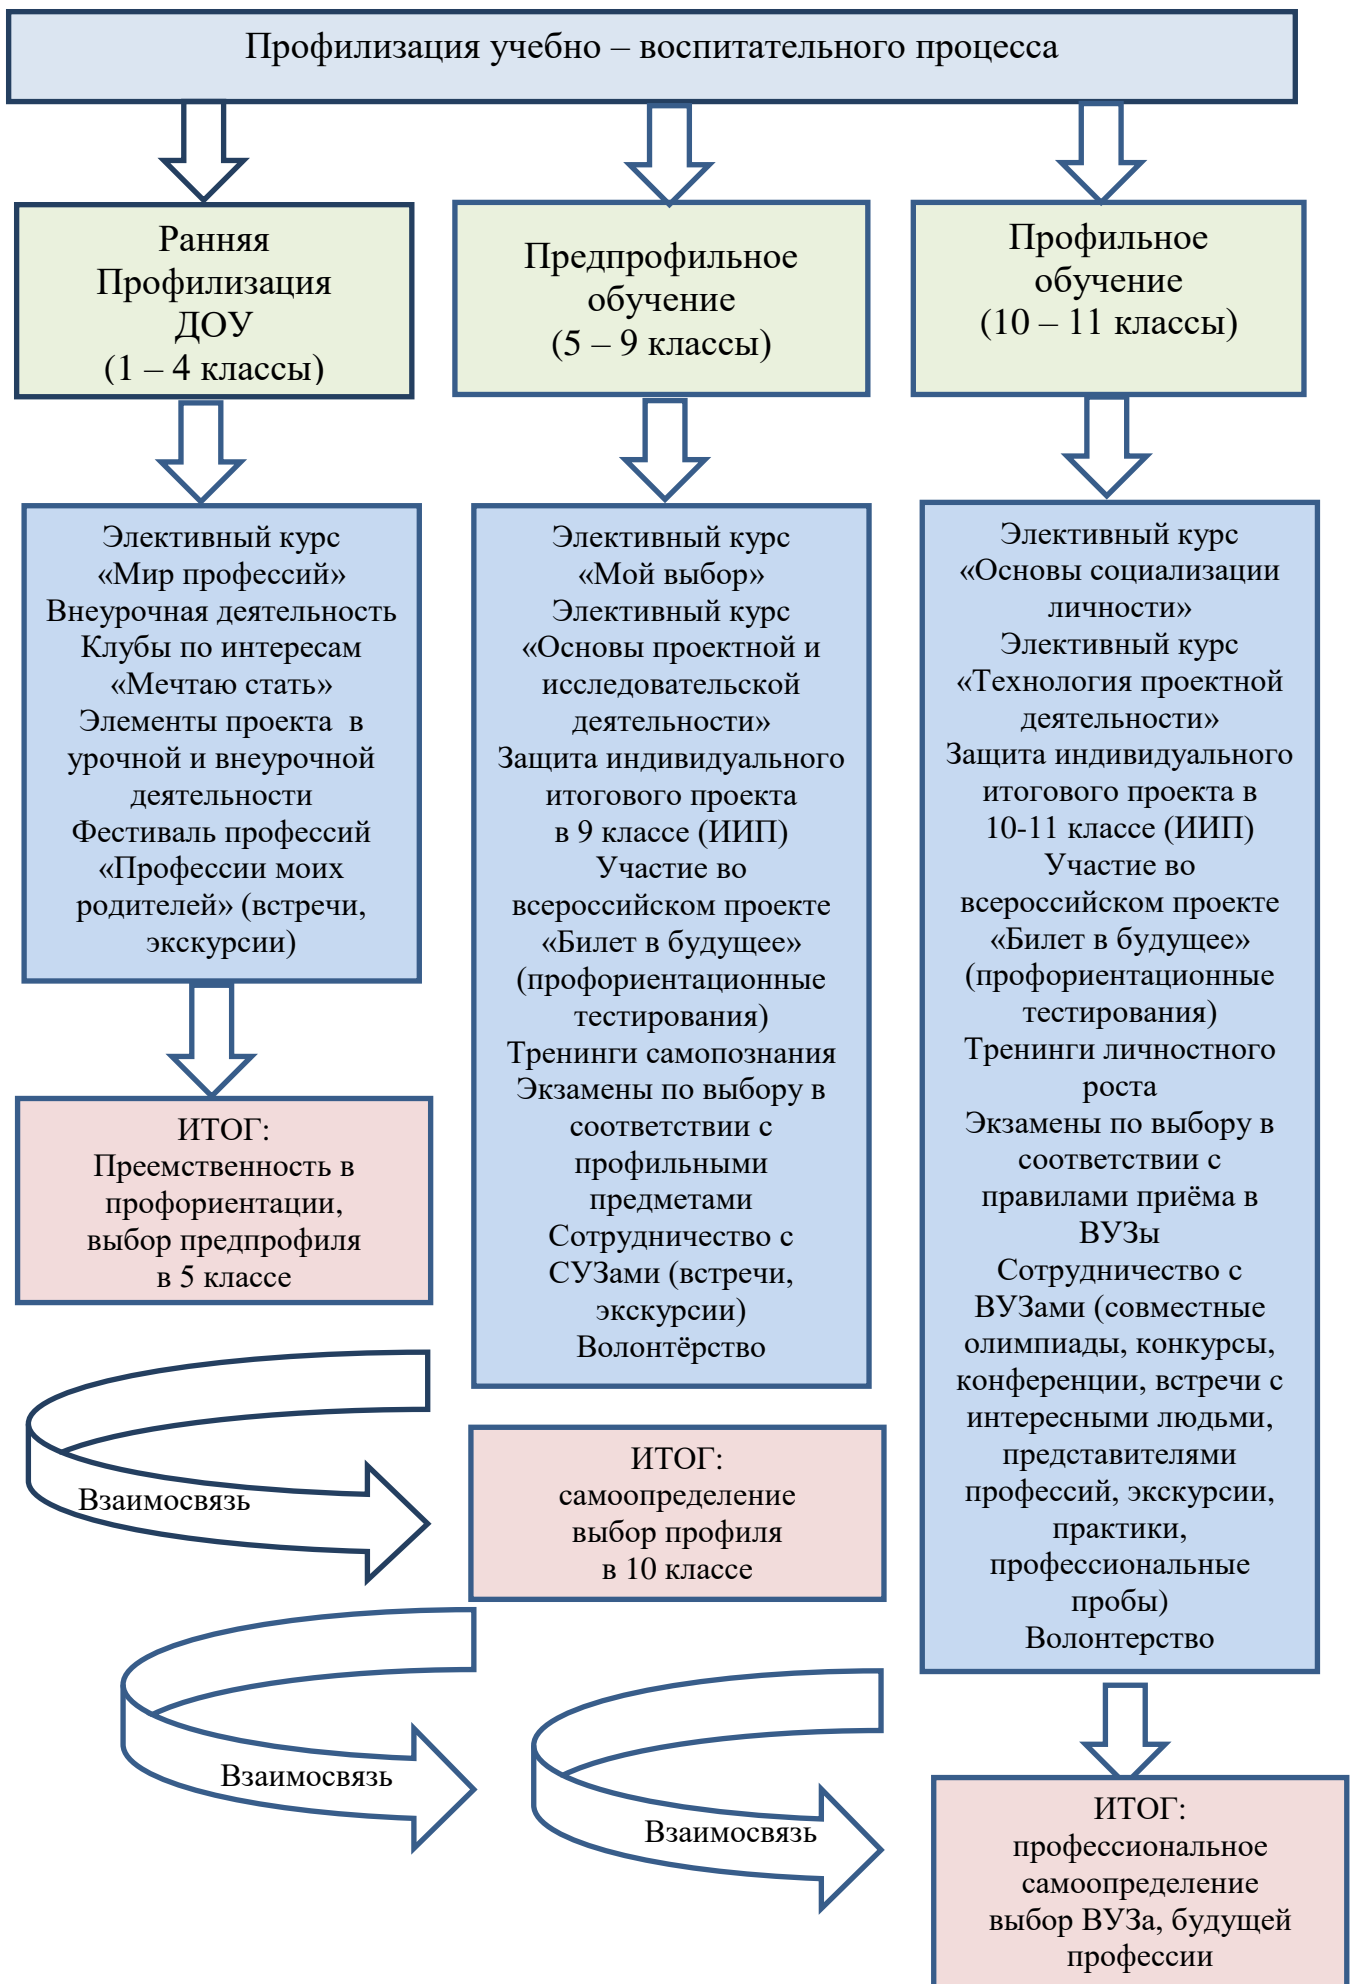 Профилизация учебно – воспитательного процесса
Ранняя
Профилизация
ДОУ
(1 – 4 классы)
Предпрофильное
обучение
(5 – 9 классы)
Профильное
обучение
(10 – 11 классы)
Элективный курс
«Мир профессий»
Внеурочная деятельность
Клубы по интересам
«Мечтаю стать»
Элементы проекта в
урочной и внеурочной
деятельности
Фестиваль профессий
«Профессии моих
родителей» (встречи,
экскурсии)
ИТОГ:
Преемственность в
профориентации,
выбор предпрофиля
в 5 классе
Взаимосвязь
Элективный курс
«Мой выбор»
Элективный курс
«Основы проектной и
исследовательской
деятельности»
Защита индивидуального
итогового проекта
в 9 классе (ИИП)
Участие во
всероссийском проекте
«Билет в будущее»
(профориентационные
тестирования)
Тренинги самопознания
Экзамены по выбору в
соответствии с
профильными
предметами
Сотрудничество с
СУЗами (встречи,
экскурсии)
Волонтёрство
ИТОГ:
самоопределение
выбор профиля
в 10 классе
Взаимосвязь
Взаимосвязь
Элективный курс
«Основы социализации
личности»
Элективный курс
«Технология проектной
деятельности»
Защита индивидуального
итогового проекта в
10-11 классе (ИИП)
Участие во
всероссийском проекте
«Билет в будущее»
(профориентационные
тестирования)
Тренинги личностного
роста
Экзамены по выбору в
соответствии с
правилами приёма в
ВУЗы
Сотрудничество с
ВУЗами (совместные
олимпиады, конкурсы,
конференции, встречи с
интересными людьми,
представителями
профессий, экскурсии,
практики,
профессиональные
пробы)
Волонтерство
ИТОГ:
профессиональное
самоопределение
выбор ВУЗа, будущей
профессии